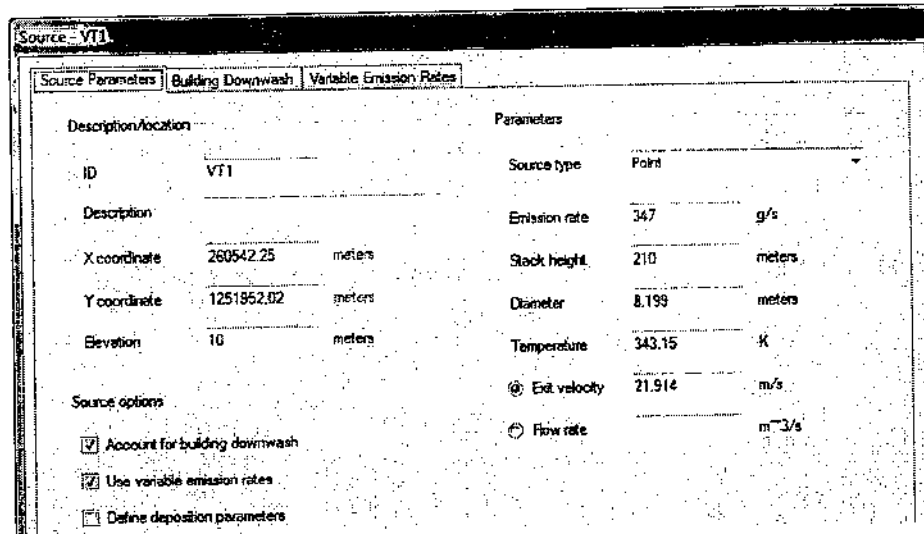 Source - VT1
Source Parameters Building Downwash Variable Emission Rates
Description/location
ID VT1
Description
X coordinate 260542.25 meters
Y coordinate 1251952.02 meters
Elevation 10 meters
Source options
Account for building downwash
Use variable emission rates
Define deposition parameters
Parameters
Source type Point
Emission rate 347 g/s
Stack height 210 meters
Diameter 8.199 meters
Temperature 343.15 K
Exit velocity 21.914 m/s
Flow rate m^3/s